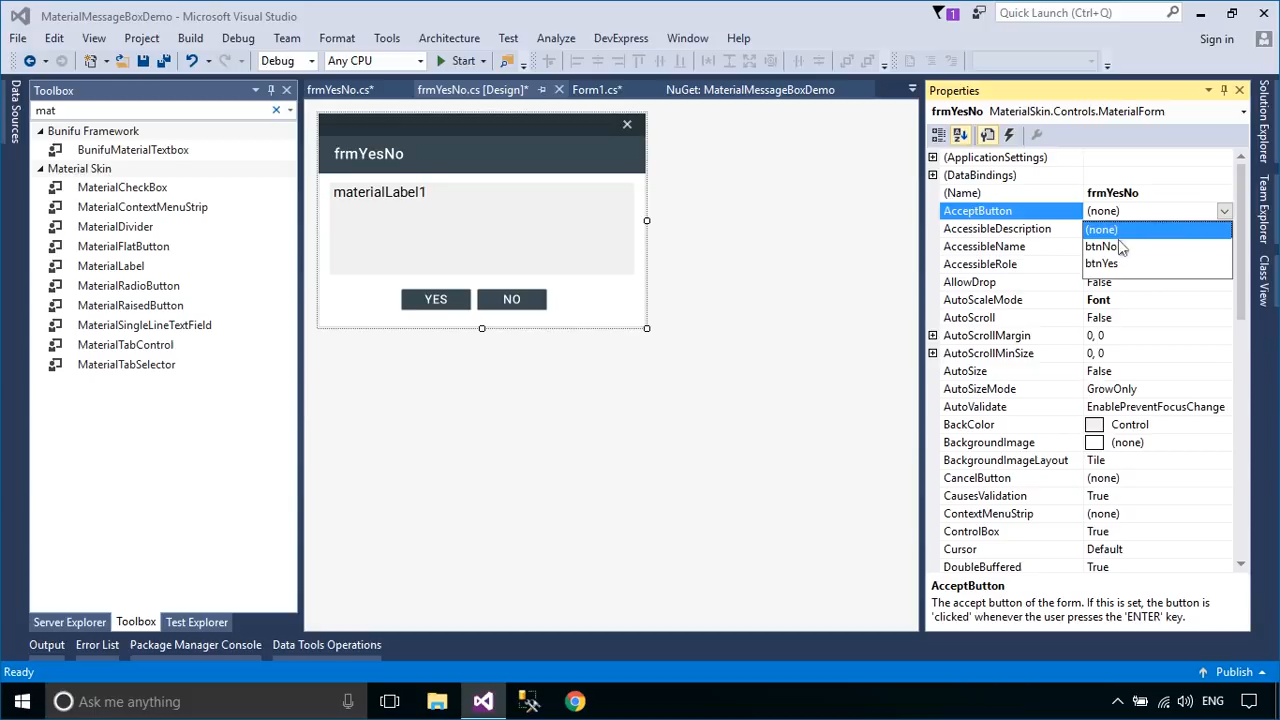 MaterialMessageBoxDemo - Microsoft Visual Studio
1
Quick Launch (Ctrl+Q)
File Edit View Project Build Debug Team Format Tools Architecture Test Analyze DevExpress Window Help
Sign in
Debug Any CPU Start
Data Sources
Toolbox
mat
Bunifu Framework
BunifuMaterialTextbox
Material Skin
MaterialCheckBox
MaterialContextMenuStrip
MaterialDivider
MaterialFlatButton
MaterialLabel
MaterialRadioButton
MaterialRaisedButton
MaterialSingleLineTextField
MaterialTabControl
MaterialTabSelector
Server Explorer Toolbox Test Explorer
frmYesNo.cs* frmYesNo.cs [Design]* Form1.cs* NuGet: MaterialMessageBoxDemo
frmYesNo
materialLabel1
YES NO
Properties
frmYesNo MaterialSkin.Controls.MaterialForm
(ApplicationSettings)
(DataBindings)
(Name) frmYesNo
AcceptButton (none)
(none)
btnNo
btnYes
AccessibleDescription
AccessibleName
AccessibleRole
AllowDrop False
AutoScaleMode Font
AutoScroll False
AutoScrollMargin 0, 0
AutoScrollMinSize 0, 0
AutoSize False
AutoSizeMode GrowOnly
AutoValidate EnablePreventFocusChange
BackColor Control
BackgroundImage (none)
BackgroundImageLayout Tile
CancelButton (none)
CausesValidation True
ContextMenuStrip (none)
ControlBox True
Cursor Default
DoubleBuffered True
AcceptButton
The accept button of the form. If this is set, the button is
'clicked' whenever the user presses the 'ENTER' key.
Solution Explorer
Team Explorer
Class View
Output Error List Package Manager Console Data Tools Operations
Ready
Publish
Ask me anything
ENG